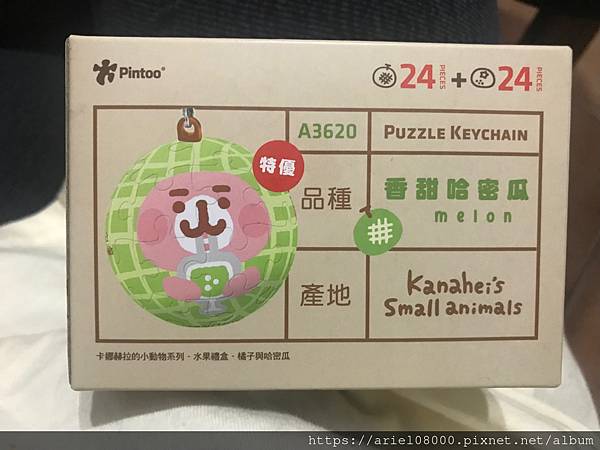 Pintoo®
24 PIECES + 24 PIECES
特優
A3620
PUZZLE KEYCHAIN
品種
香甜哈密瓜
melon
產地
Kanahei's
Small animals
卡娜赫拉的小動物系列 - 水果禮盒 - 橘子與哈密瓜
https://ariel08000.pixnet.net/album